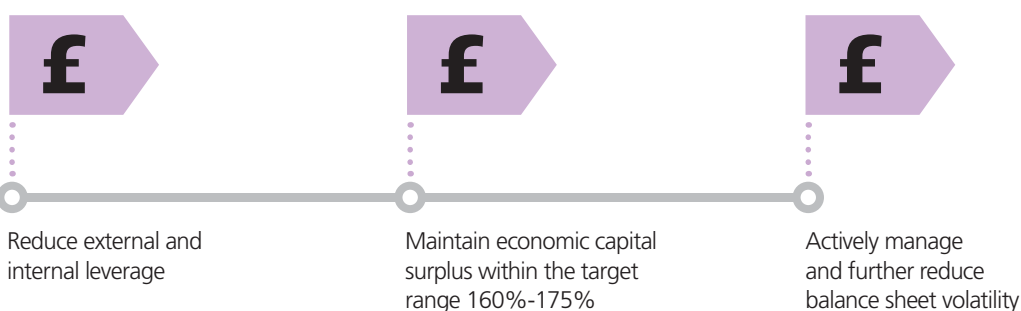 £
£
£
Reduce external and
internal leverage
Maintain economic capital
surplus within the target
range 160%-175%
Actively manage
and further reduce
balance sheet volatility